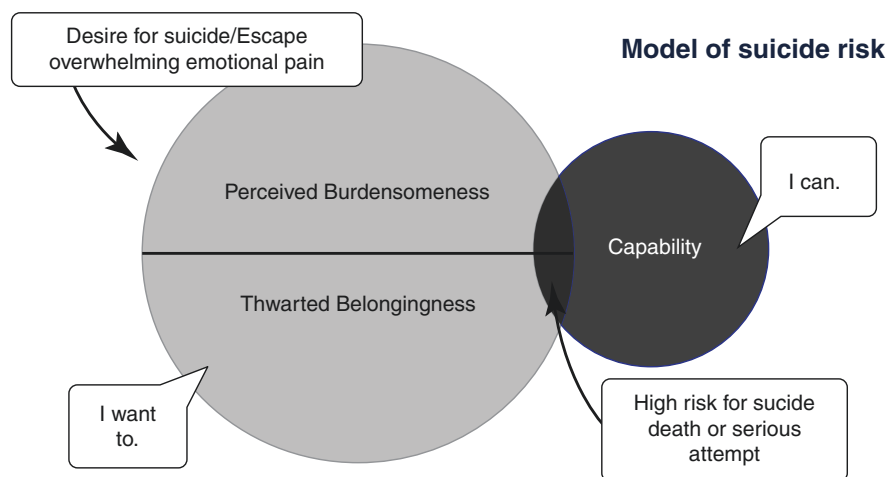 Desire for suicide/Escape
overwhelming emotional pain
Model of suicide risk
Perceived Burdensomeness
I can.
Capability
Thwarted Belongingness
I want
to.
High risk for sucide
death or serious
attempt